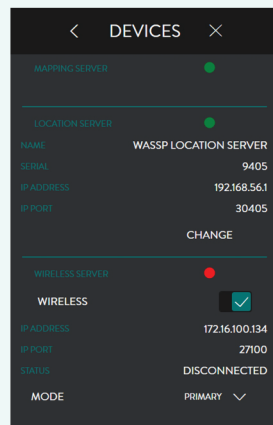 DEVICES
MAPPING SERVER
LOCATION SERVER
NAME WASSP LOCATION SERVER
SERIAL 9405
IP ADDRESS 192.168.56.1
IP PORT 30405
CHANGE
WIRELESS SERVER
WIRELESS
IP ADDRESS 172.16.100.134
IP PORT 27100
STATUS DISCONNECTED
MODE PRIMARY